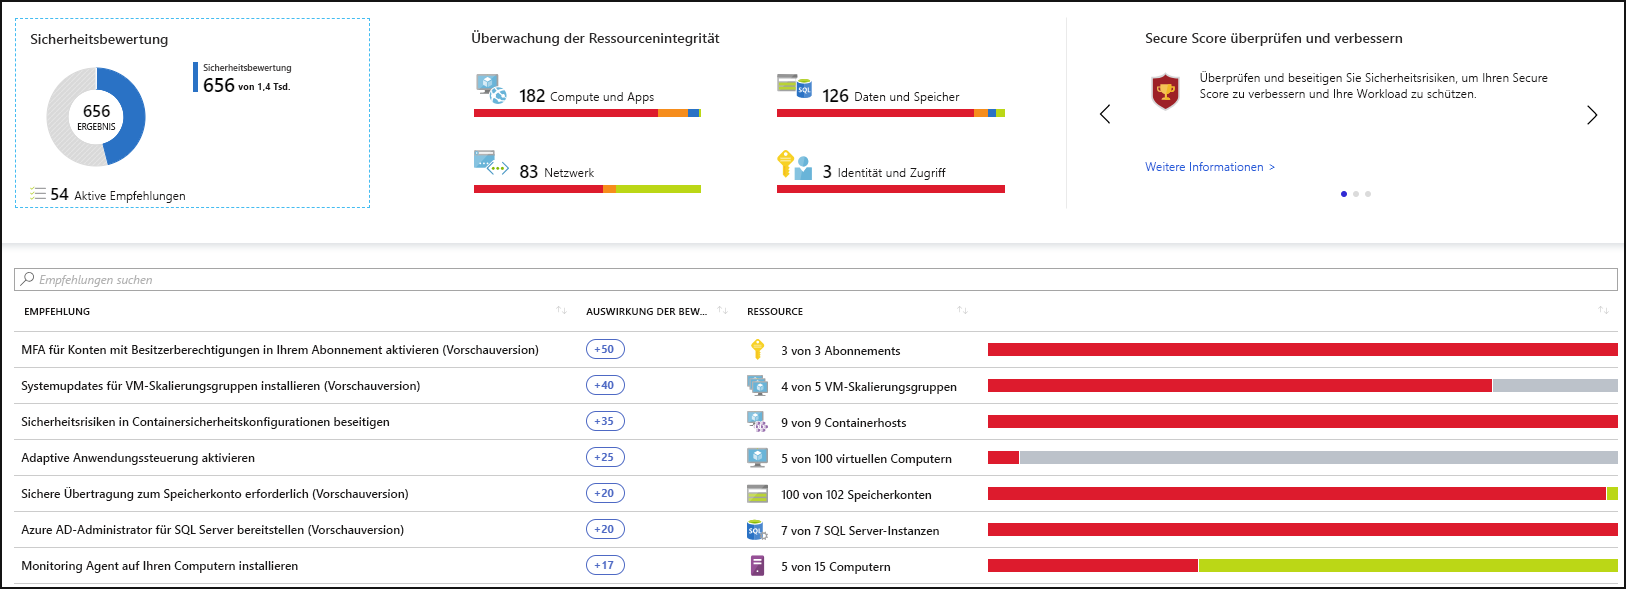 Sicherheitsbewertung
656
ERGEBNIS
Sicherheitsbewertung
656 von 1,4 Tsd.
54 Aktive Empfehlungen
Überwachung der Ressourcenintegrität
182 Compute und Apps
SQL
126 Daten und Speicher
83 Netzwerk
3 Identität und Zugriff
Secure Score überprüfen und verbessern
Überprüfen und beseitigen Sie Sicherheitsrisiken, um Ihren Secure
Score zu verbessern und Ihre Workload zu schützen.
Weitere Informationen >
Empfehlungen suchen
EMPFEHLUNG AUSWIRKUNG DER BEW... RESSOURCE
MFA für Konten mit Besitzerberechtigungen in Ihrem Abonnement aktivieren (Vorschauversion) +50 3 von 3 Abonnements
Systemupdates für VM-Skalierungsgruppen installieren (Vorschauversion) +40 4 von 5 VM-Skalierungsgruppen
Sicherheitsrisiken in Containersicherheitskonfigurationen beseitigen +35 9 von 9 Containerhosts
Adaptive Anwendungssteuerung aktivieren +25 5 von 100 virtuellen Computern
Sichere Übertragung zum Speicherkonto erforderlich (Vorschauversion) +20 100 von 102 Speicherkonten
Azure AD-Administrator für SQL Server bereitstellen (Vorschauversion) +20 SQL 7 von 7 SQL Server-Instanzen
Monitoring Agent auf Ihren Computern installieren +17 5 von 15 Computern